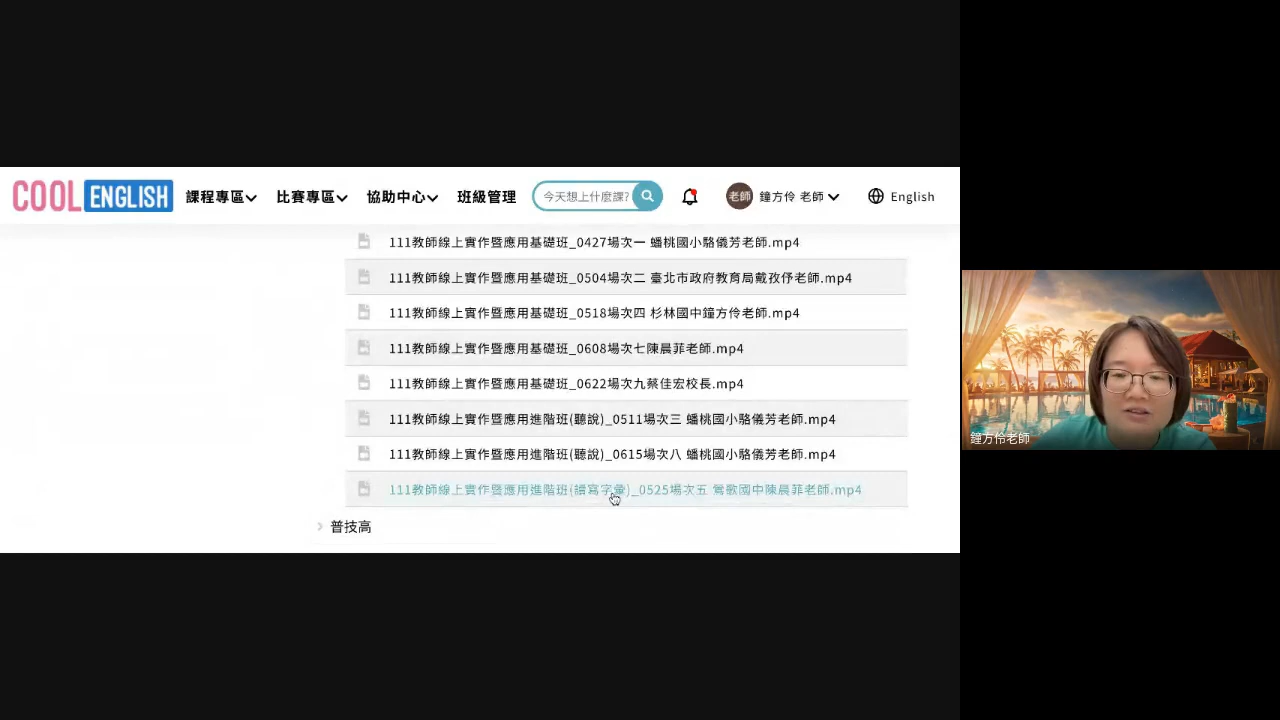 COOL ENGLISH 課程專區 比賽專區 協助中心 班級管理 今天想上什麼課? 老師 鐘方伶 老師 English
111教師線上實作暨應用基礎班_0427場次一 蟠桃國小駱儀芳老師.mp4
111教師線上實作暨應用基礎班_0504場次二 臺北市政府教育局戴孜伃老師.mp4
111教師線上實作暨應用基礎班_0518場次四 杉林國中鐘方伶老師.mp4
111教師線上實作暨應用基礎班_0608場次七陳晨菲老師.mp4
111教師線上實作暨應用基礎班_0622場次九蔡佳宏校長.mp4
111教師線上實作暨應用進階班(聽說)_0511場次三 蟠桃國小駱儀芳老師.mp4
111教師線上實作暨應用進階班(聽說)_0615場次八 蟠桃國小駱儀芳老師.mp4
111教師線上實作暨應用進階班(讀寫字彙)_0525場次五 鶯歌國中陳晨菲老師.mp4
普技高
鐘方伶老師